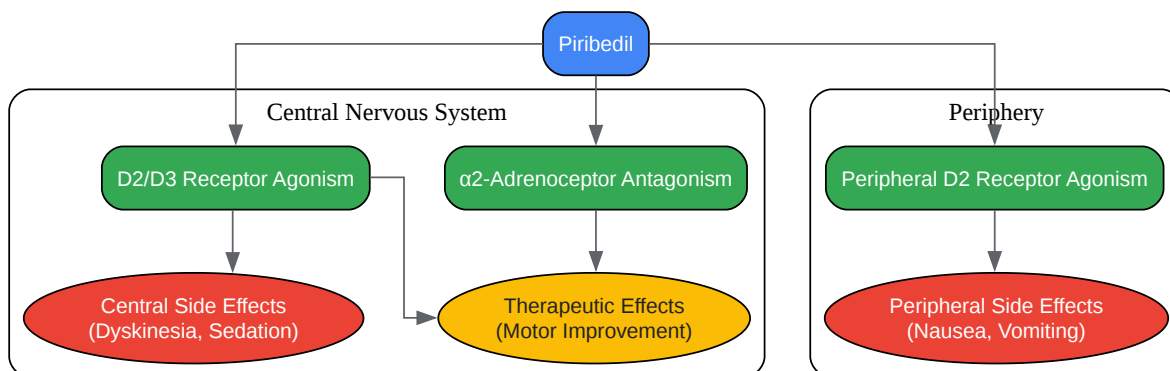 Piribedil
Central Nervous System
Periphery
D2/D3 Receptor Agonism
α2-Adrenoceptor Antagonism
Peripheral D2 Receptor Agonism
Central Side Effects
(Dyskinesia, Sedation)
Therapeutic Effects
(Motor Improvement)
Peripheral Side Effects
(Nausea, Vomiting)